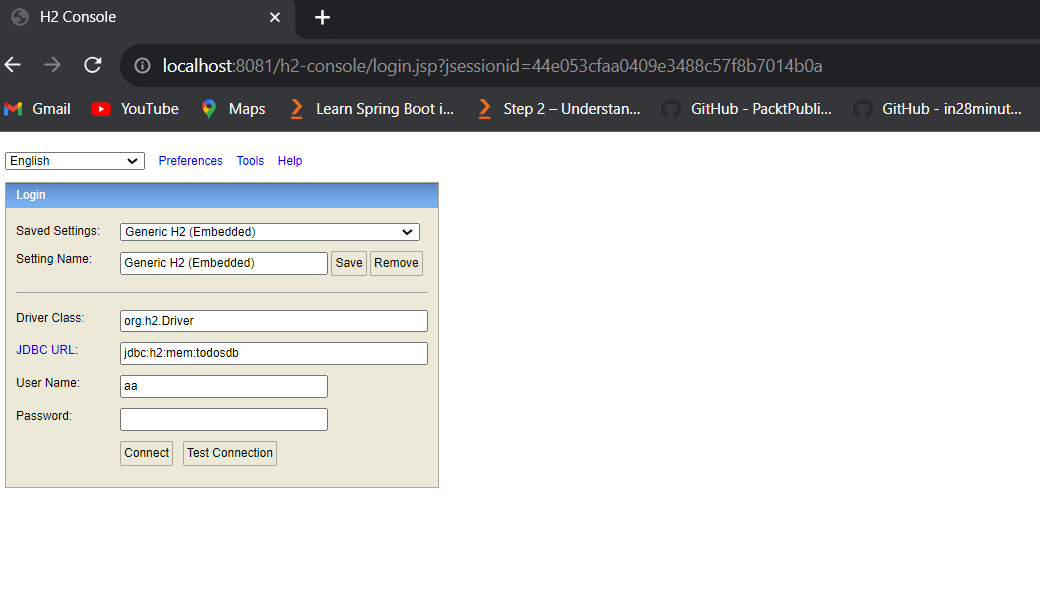 H2 Console
localhost:8081/h2-console/login.jsp?jsessionid=44e053cfaa0409e3488c57f8b7014b0a
Gmail YouTube Maps Learn Spring Boot i... Step 2 – Understan... GitHub - PacktPubli... GitHub - in28minut...
English Preferences Tools Help
Login
Saved Settings: Generic H2 (Embedded)
Setting Name: Generic H2 (Embedded) Save Remove
Driver Class: org.h2.Driver
JDBC URL: jdbc:h2:mem:todosdb
User Name: aa
Password:
Connect Test Connection